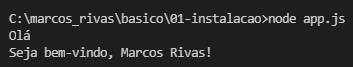 C:\marcos_rivas\basico\01-instalacao>node app.js
Olá
Seja bem-vindo, Marcos Rivas!